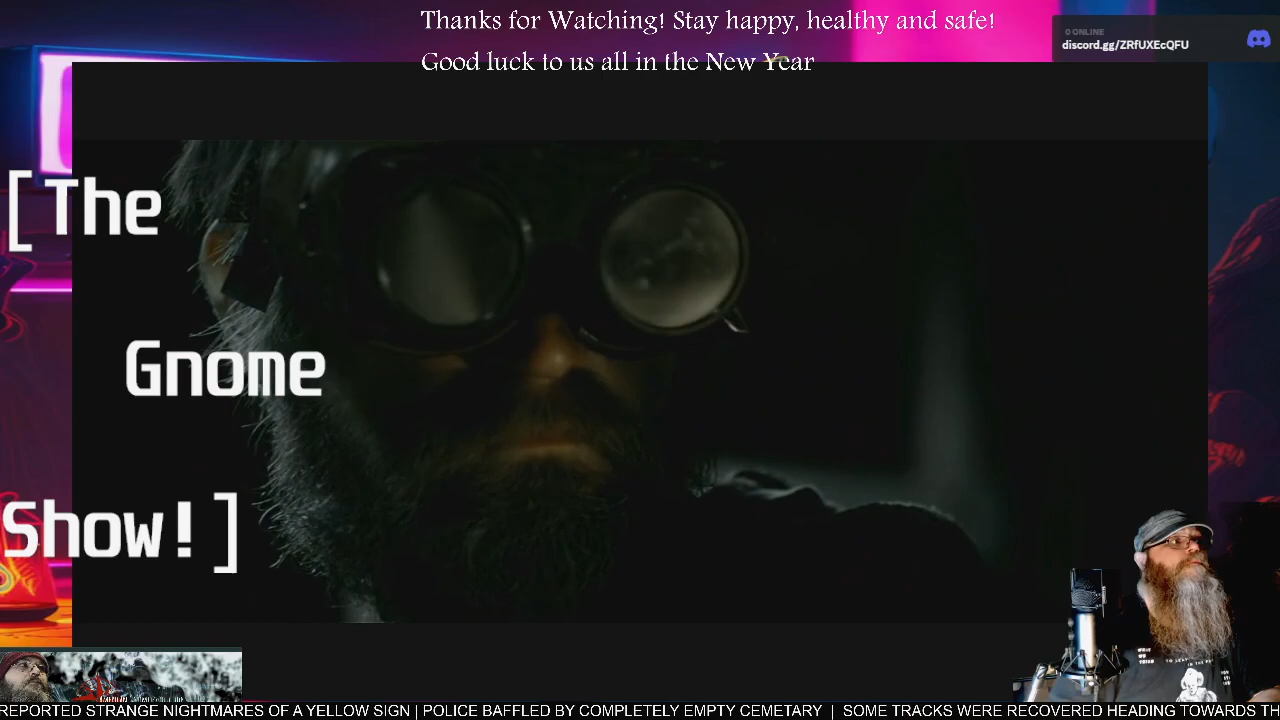 Thanks for Watching! Stay happy, healthy and safe!
Good luck to us all in the New Year
0 ONLINE
discord.gg/ZRfUXEcQFU
[The
Gnome
Show!]
REPORTED STRANGE NIGHTMARES OF A YELLOW SIGN | POLICE BAFFLED BY COMPLETELY EMPTY CEMETARY | SOME TRACKS WERE RECOVERED HEADING TOWARDS TH